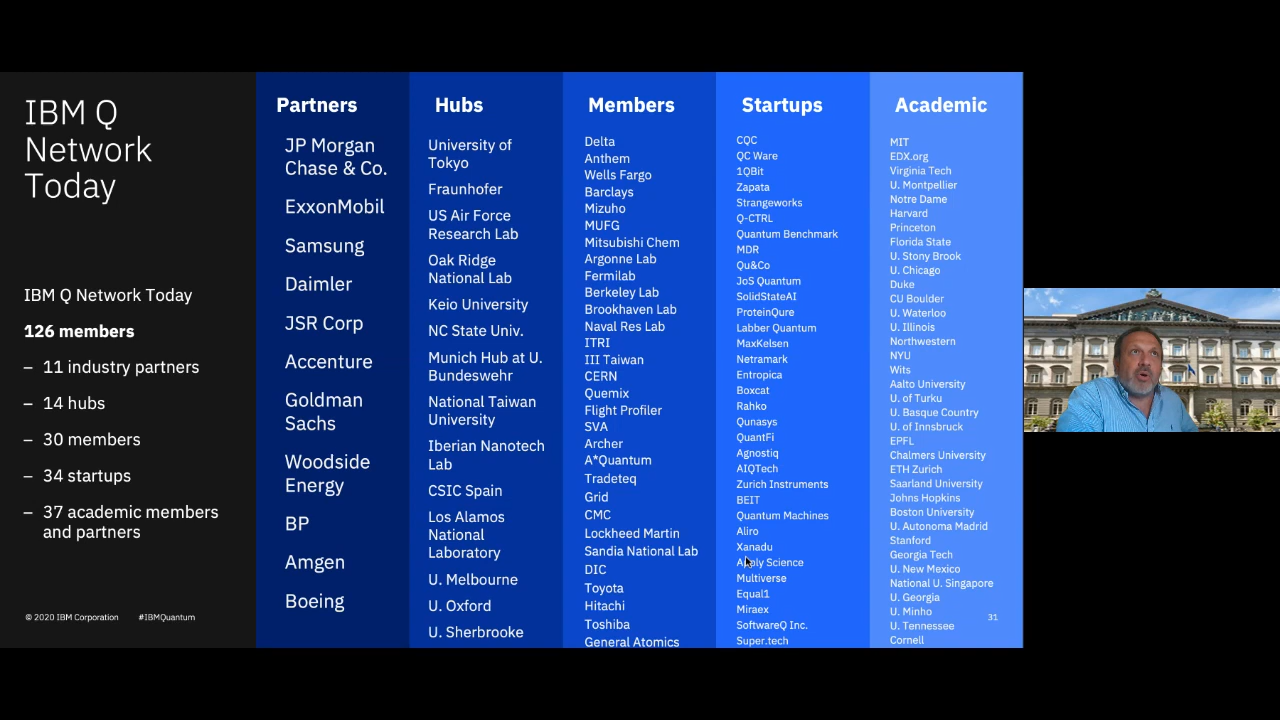 IBM Q
Network
Today
IBM Q Network Today
126 members
– 11 industry partners
– 14 hubs
– 30 members
– 34 startups
– 37 academic members
and partners
© 2020 IBM Corporation #IBMQuantum
Partners
JP Morgan
Chase & Co.
ExxonMobil
Samsung
Daimler
JSR Corp
Accenture
Goldman
Sachs
Woodside
Energy
BP
Amgen
Boeing
Hubs
University of
Tokyo
Fraunhofer
US Air Force
Research Lab
Oak Ridge
National Lab
Keio University
NC State Univ.
Munich Hub at U.
Bundeswehr
National Taiwan
University
Iberian Nanotech
Lab
CSIC Spain
Los Alamos
National
Laboratory
U. Melbourne
U. Oxford
U. Sherbrooke
Members
Delta
Anthem
Wells Fargo
Barclays
Mizuho
MUFG
Mitsubishi Chem
Argonne Lab
Fermilab
Berkeley Lab
Brookhaven Lab
Naval Res Lab
ITRI
III Taiwan
CERN
Quemix
Flight Profiler
SVA
Archer
A*Quantum
Tradeteq
Grid
CMC
Lockheed Martin
Sandia National Lab
DIC
Toyota
Hitachi
Toshiba
General Atomics
Startups
CQC
QC Ware
1QBit
Zapata
Strangeworks
Q-CTRL
Quantum Benchmark
MDR
Qu&Co
JoS Quantum
SolidStateAI
ProteinQure
Labber Quantum
MaxKelsen
Netramark
Entropica
Boxcat
Rahko
Qunasys
QuantFi
Agnostiq
AIQTech
Zurich Instruments
BEIT
Quantum Machines
Aliro
Xanadu
Science
Multiverse
Equal1
Miraex
SoftwareQ Inc.
Super.tech
Academic
MIT
EDX.org
Virginia Tech
U. Montpellier
Notre Dame
Harvard
Princeton
Florida State
U. Stony Brook
U. Chicago
Duke
CU Boulder
U. Waterloo
U. Illinois
Northwestern
NYU
Wits
Aalto University
U. of Turku
U. Basque Country
U. of Innsbruck
EPFL
Chalmers University
ETH Zurich
Saarland University
Johns Hopkins
Boston University
U. Autonoma Madrid
Stanford
Georgia Tech
U. New Mexico
National U. Singapore
U. Georgia
U. Minho
U. Tennessee
Cornell
31